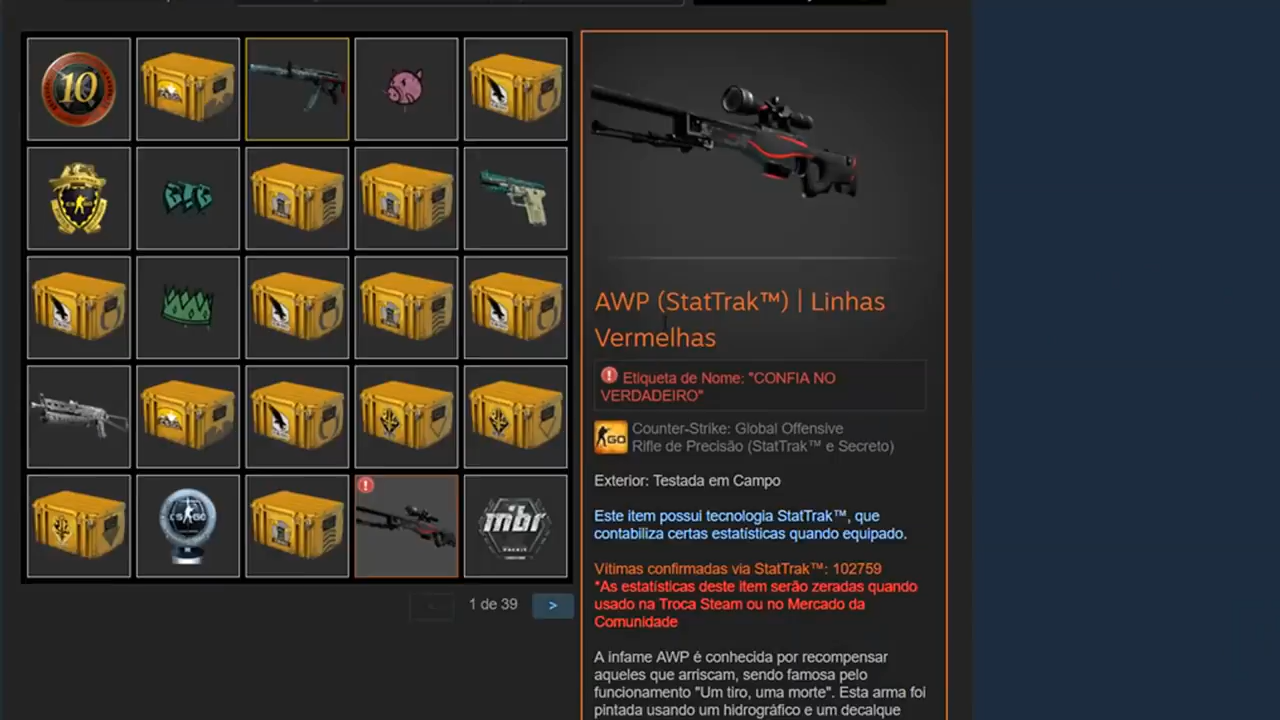 10
AWP (StatTrak™) | Linhas
Vermelhas
Etiqueta de Nome: "CONFIA NO
VERDADEIRO"
GO
Counter-Strike: Global Offensive
Rifle de Precisão (StatTrak™ e Secreto)
Exterior: Testada em Campo
Este item possui tecnologia StatTrak™, que
contabiliza certas estatísticas quando equipado.
Vítimas confirmadas via StatTrak™: 102759
*As estatísticas deste item serão zeradas quando
usado na Troca Steam ou no Mercado da
Comunidade
A infame AWP é conhecida por recompensar
aqueles que arriscam, sendo famosa pelo
funcionamento "Um tiro, uma morte". Esta arma foi
pintada usando um hidrográfico e um decalque
CS GO
mibr
1 de 39
>